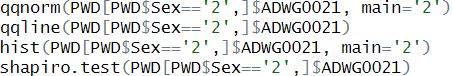 qqnorm(PWD[PWD$Sex=='2',]$ADWG0021, main='2')
qqline(PWD[PWD$Sex=='2',]$ADWG0021)
hist(PWD[PWD$Sex=='2',]$ADWG0021, main='2')
shapiro.test(PWD[PWD$Sex=='2',]$ADWG0021)